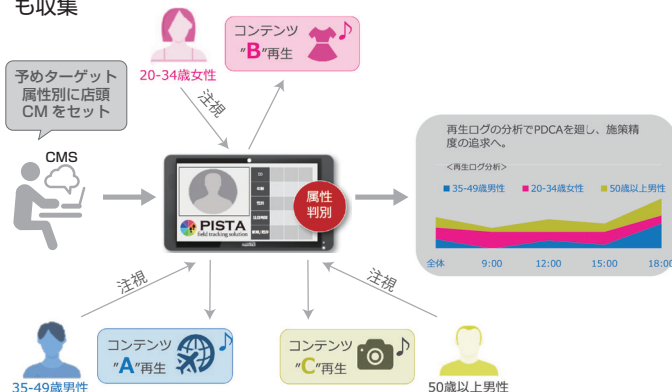 も収集
コンテンツ
"B"再生
20-34歳女性
予めターゲット
属性別に店頭
CM をセット
注視
CMS
属性
判別
PISTA
field tracking solution
再生ログの分析でPDCAを廻し、施策精
度の追求へ。
<再生ログ分析>
35-49歳男性
20-34歳女性
50歳以上男性
全体
9:00
12:00
15:00
18:00
注視
注視
コンテンツ
"A"再生
コンテンツ
"C"再生
35-49歳男性
50歳以上男性